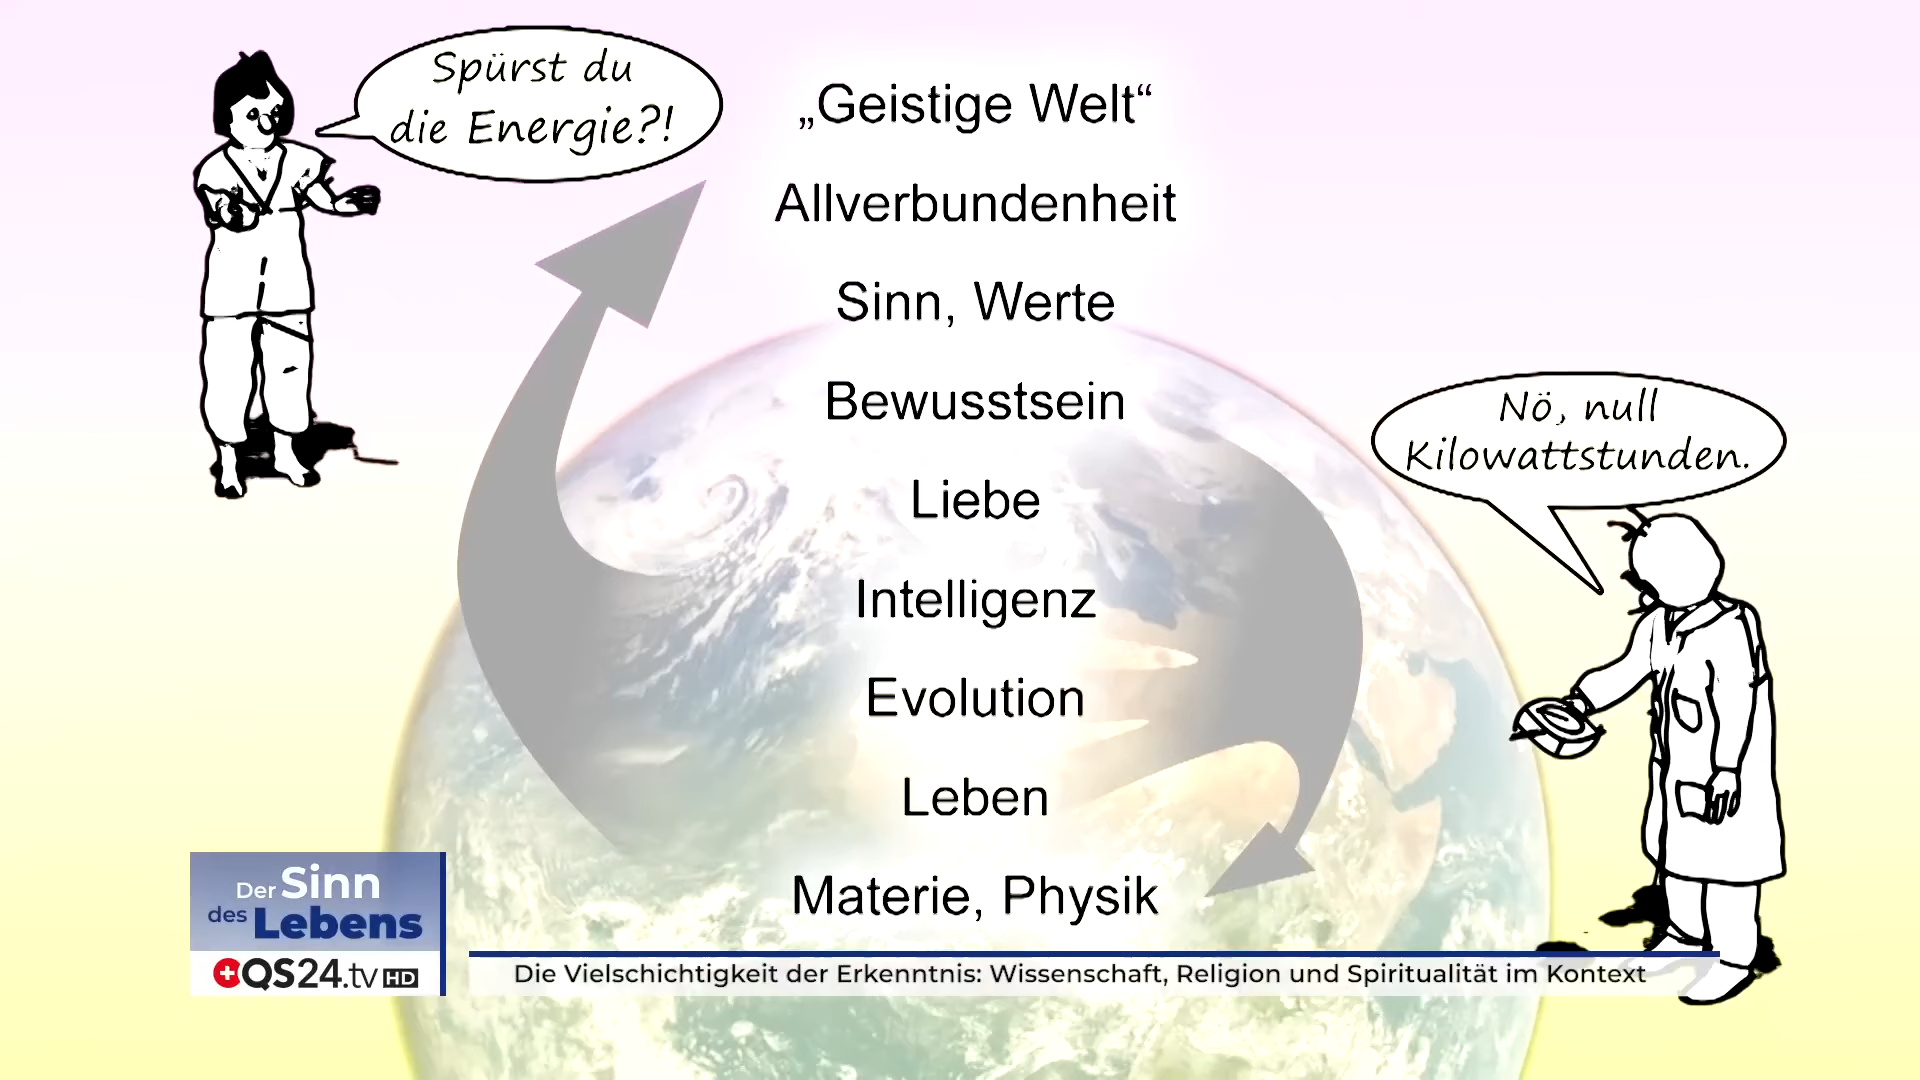 Spürst du
die Energie?!
„Geistige Welt“
Allverbundenheit
Sinn, Werte
Bewusstsein
Nö, null
Kilowattstunden.
Liebe
Intelligenz
Evolution
Leben
Materie, Physik
Der Sinn
des Lebens
QS24.tv HD
Die Vielschichtigkeit der Erkenntnis: Wissenschaft, Religion und Spiritualität im Kontext